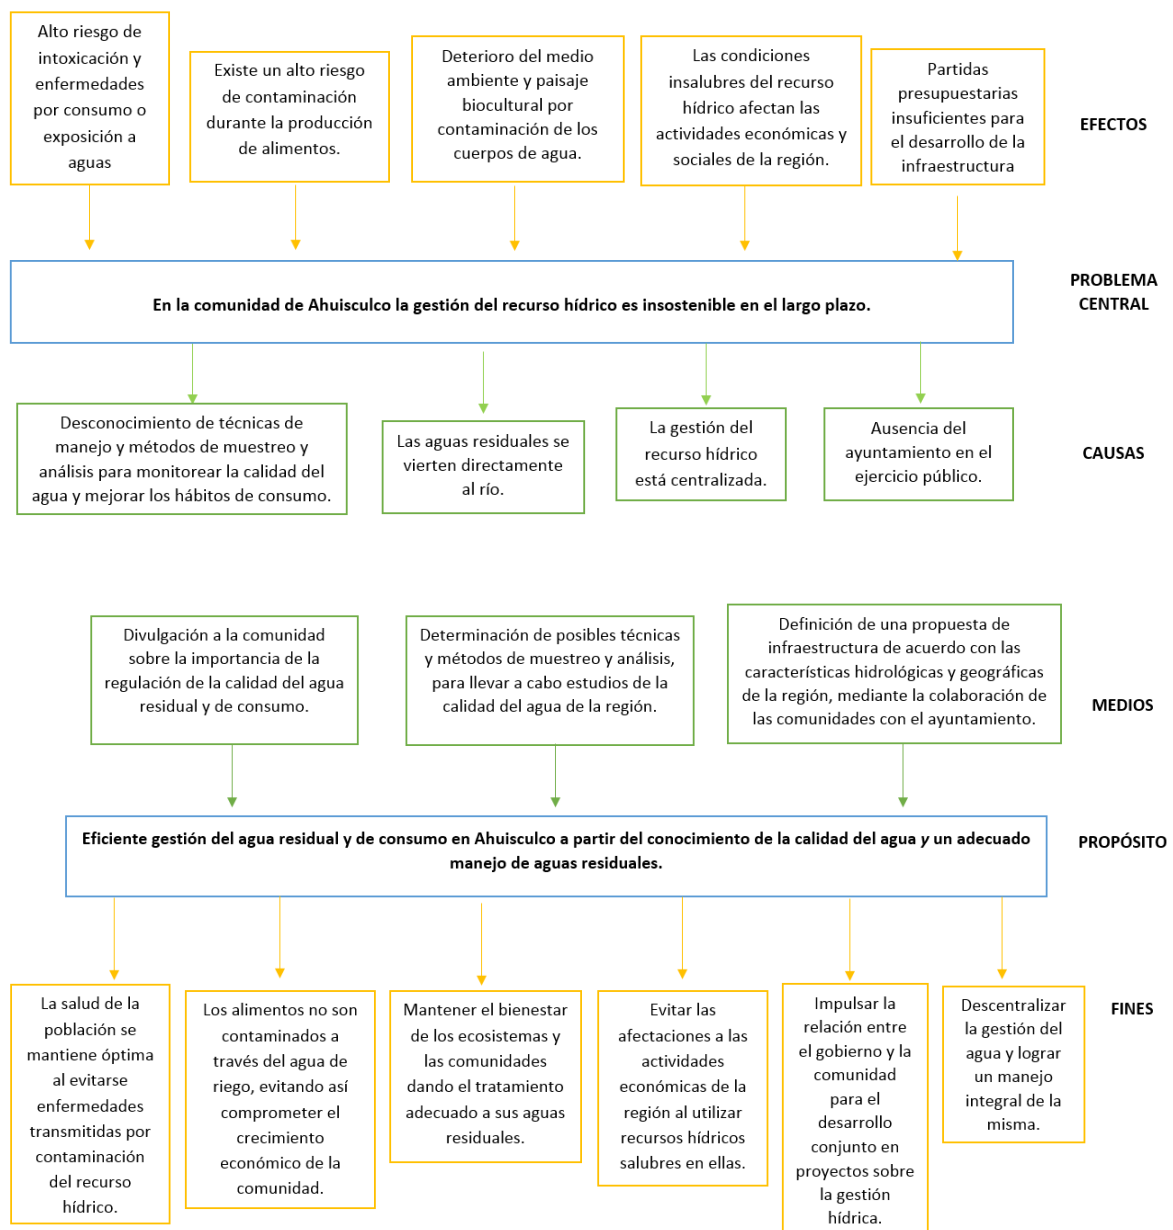 Alto riesgo de
intoxicación y
enfermedades
por consumo o
exposición a
aguas
Existe un alto riesgo
de contaminación
durante la producción
de alimentos.
Deterioro del medio
ambiente y paisaje
biocultural por
contaminación de los
cuerpos de agua.
Las condiciones
insalubres del recurso
hídrico afectan las
actividades económicas y
sociales de la región.
Partidas
presupuestarias
insuficientes para
el desarrollo de la
infraestructura
EFECTOS
PROBLEMA
CENTRAL
En la comunidad de Ahuisculco la gestión del recurso hídrico es insostenible en el largo plazo.
Desconocimiento de técnicas de
manejo y métodos de muestreo y
análisis para monitorear la calidad del
agua y mejorar los hábitos de consumo.
Las aguas residuales se
vierten directamente
al río.
La gestión del
recurso hídrico
está centralizada.
Ausencia del
ayuntamiento en el
ejercicio público.
CAUSAS
Divulgación a la comunidad
sobre la importancia de la
regulación de la calidad del agua
residual y de consumo.
Determinación de posibles técnicas
y métodos de muestreo y análisis,
para llevar a cabo estudios de la
calidad del agua de la región.
Definición de una propuesta de
infraestructura de acuerdo con las
características hidrológicas y geográficas
de la región, mediante la colaboración de
las comunidades con el ayuntamiento.
MEDIOS
Eficiente gestión del agua residual y de consumo en Ahuisculco a partir del conocimiento de la calidad del agua y un adecuado
manejo de aguas residuales.
PROPÓSITO
La salud de la
población se
mantiene óptima
al evitarse
enfermedades
transmitidas por
contaminación
del recurso
hídrico.
Los alimentos no son
contaminados a
través del agua de
riego, evitando así
comprometer el
crecimiento
económico de la
comunidad.
Mantener el bienestar
de los ecosistemas y
las comunidades
dando el tratamiento
adecuado a sus aguas
residuales.
Evitar las
afectaciones a las
actividades
económicas de la
región al utilizar
recursos hídricos
salubres en ellas.
Impulsar la
relación entre
el gobierno y la
comunidad
para el
desarrollo
conjunto en
proyectos sobre
la gestión
hídrica.
Descentralizar
la gestión del
agua y lograr
un manejo
integral de la
misma.
FINES